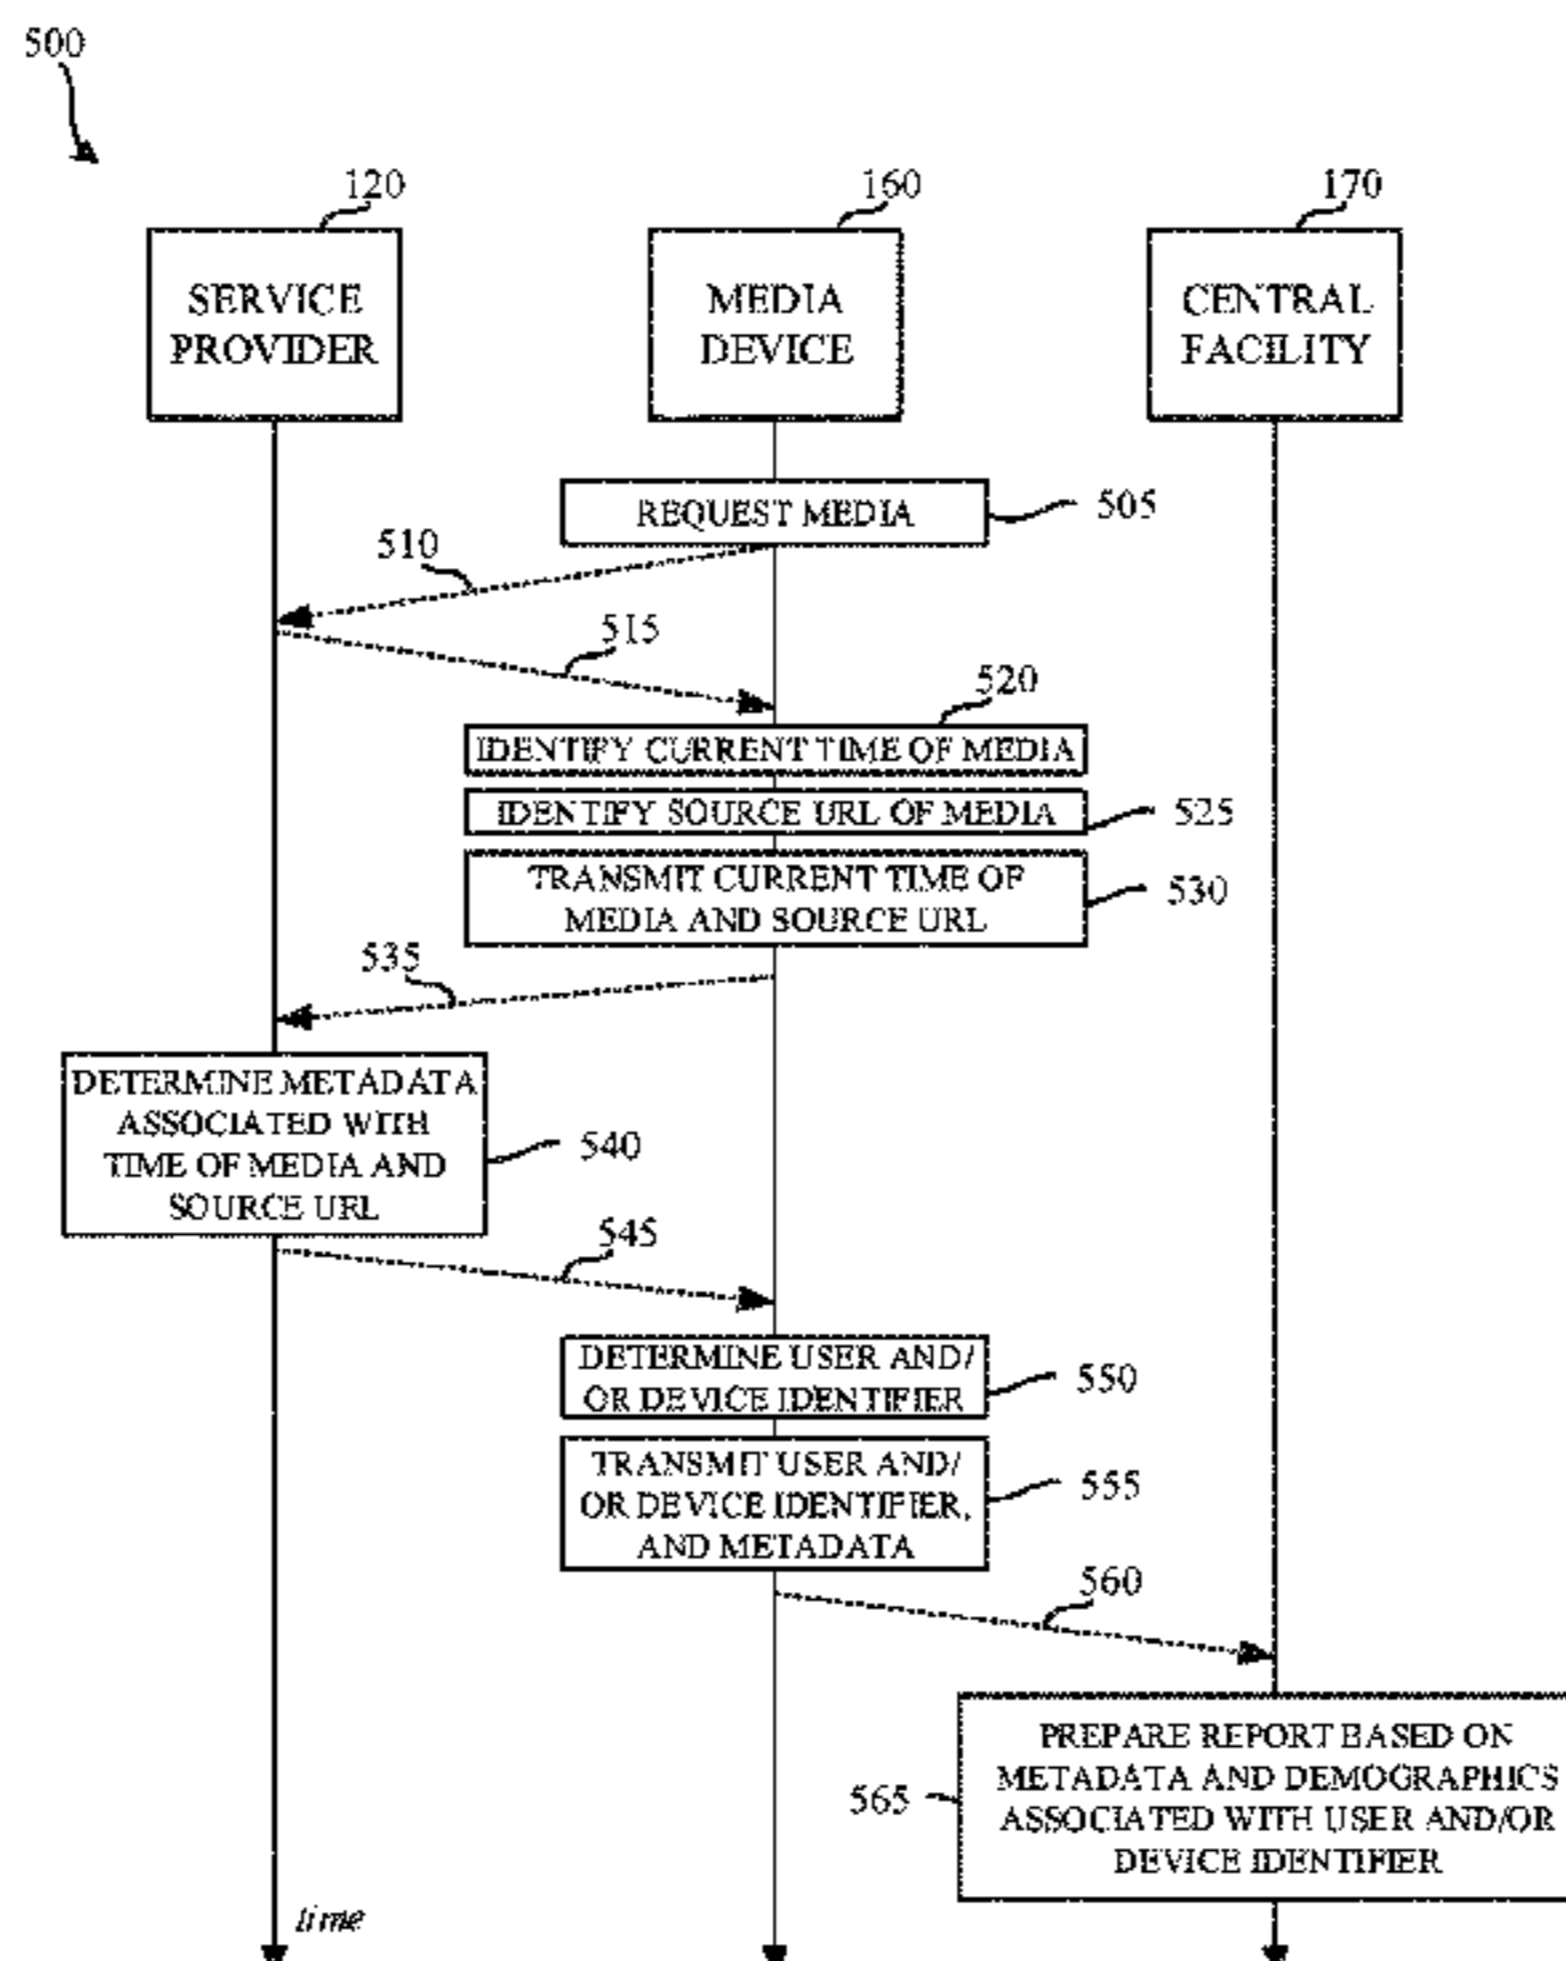 500
120
160
170
SERVICE
PROVIDER
MEDIA
DEVICE
CENTRAL
FACILITY
REQUEST MEDIA
505
510
515
520
IDENTIFY CURRENT TIME OF MEDIA
IDENTIFY SOURCE URL OF MEDIA
525
TRANSMIT CURRENT TIME OF
MEDIA AND SOURCE URL
530
535
DETERMINE METADATA
ASSOCIATED WITH
TIME OF MEDIA AND
SOURCE URL
540
545
DETERMINE USER AND/
OR DEVICE IDENTIFIER
550
TRANSMIT USER AND/
OR DEVICE IDENTIFIER,
AND METADATA
555
560
PREPARE REPORT BASED ON
METADATA AND DEMOGRAPHICS
ASSOCIATED WITH USER AND/OR
DEVICE IDENTIFIER
565
time